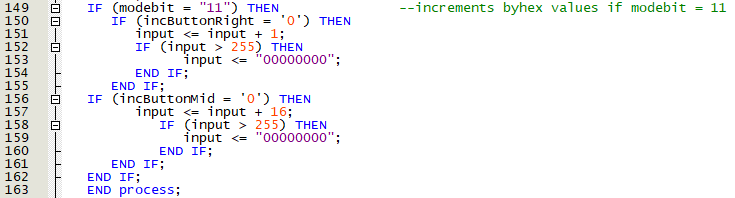 149 IF (modebit = "11") THEN --increments byhex values if modebit = 11
150 IF (incButtonRight = '0') THEN
151 input <= input + 1;
152 IF (input > 255) THEN
153 input <= "00000000";
154 END IF;
155 END IF;
156 IF (incButtonMid = '0') THEN
157 input <= input + 16;
158 IF (input > 255) THEN
159 input <= "00000000";
160 END IF;
161 END IF;
162 END IF;
163 END process;